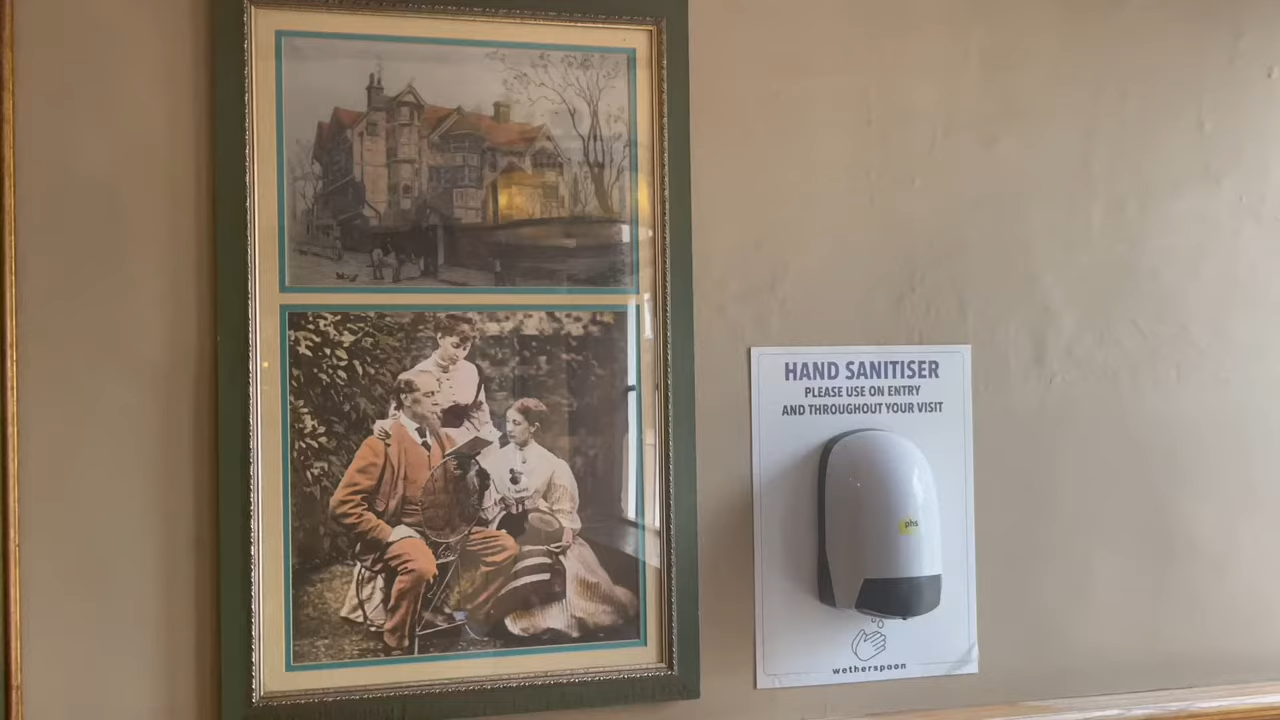 HAND SANITISER
PLEASE USE ON ENTRY
AND THROUGHOUT YOUR VISIT
phs
wetherspoon